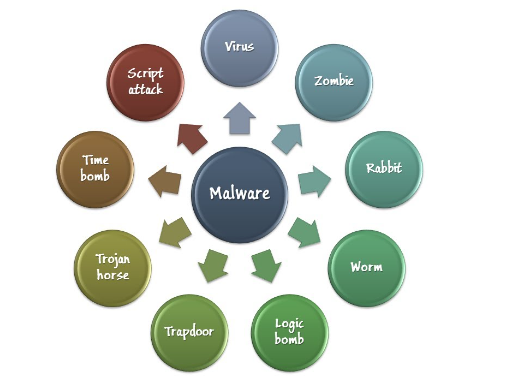 Virus
Zombie
Rabbit
Worm
Logic
bomb
Trapdoor
Trojan
horse
Time
bomb
Script
attack
Malware